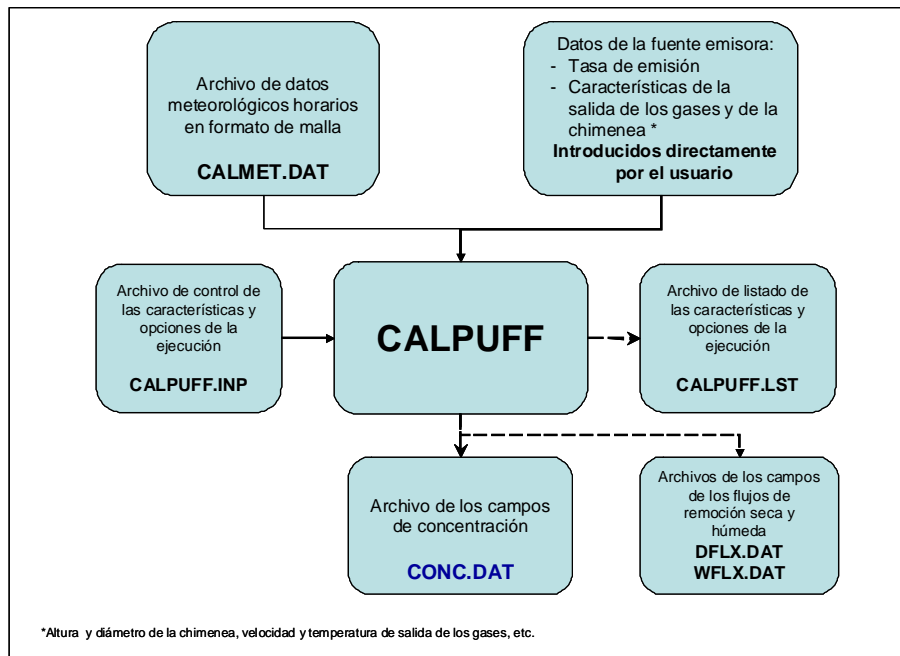 Archivo de datos
meteorológicos horarios
en formato de malla
CALMET.DAT
Datos de la fuente emisora:
- Tasa de emisión
- Características de la
salida de los gases y de la
chimenea *
Introducidos directamente
por el usuario
Archivo de control de
las características y
opciones de la
ejecución
CALPUFF.INP
CALPUFF
Archivo de listado de
las características y
opciones de la
ejecución
CALPUFF.LST
Archivo de los campos
de concentración
CONC.DAT
Archivos de los campos
de los flujos de
remoción seca y
húmeda
DFLX.DAT
WFLX.DAT
*Altura y diámetro de la chimenea, velocidad y temperatura de salida de los gases, etc.